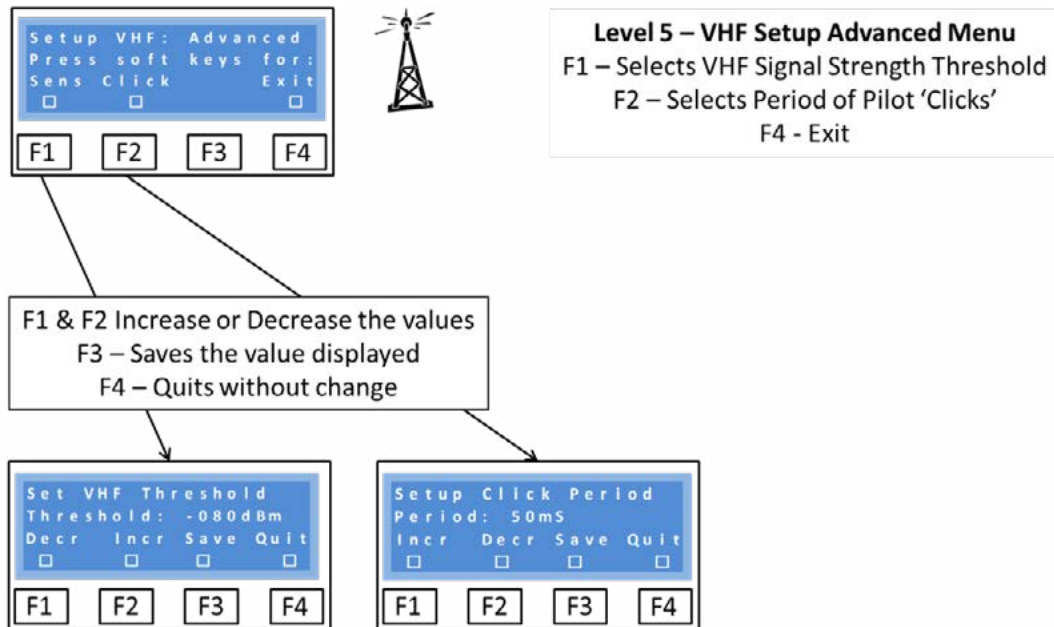 Setup VHF: Advanced
Press soft keys for:
Sens Click Exit
F1 F2 F3 F4
Level 5 – VHF Setup Advanced Menu
F1 – Selects VHF Signal Strength Threshold
F2 – Selects Period of Pilot ‘Clicks’
F4 - Exit
F1 & F2 Increase or Decrease the values
F3 – Saves the value displayed
F4 – Quits without change
Set VHF Threshold
Threshold: -080dBm
Decr Incr Save Quit
F1 F2 F3 F4
Setup Click Period
Period: 50mS
Incr Decr Save Quit
F1 F2 F3 F4